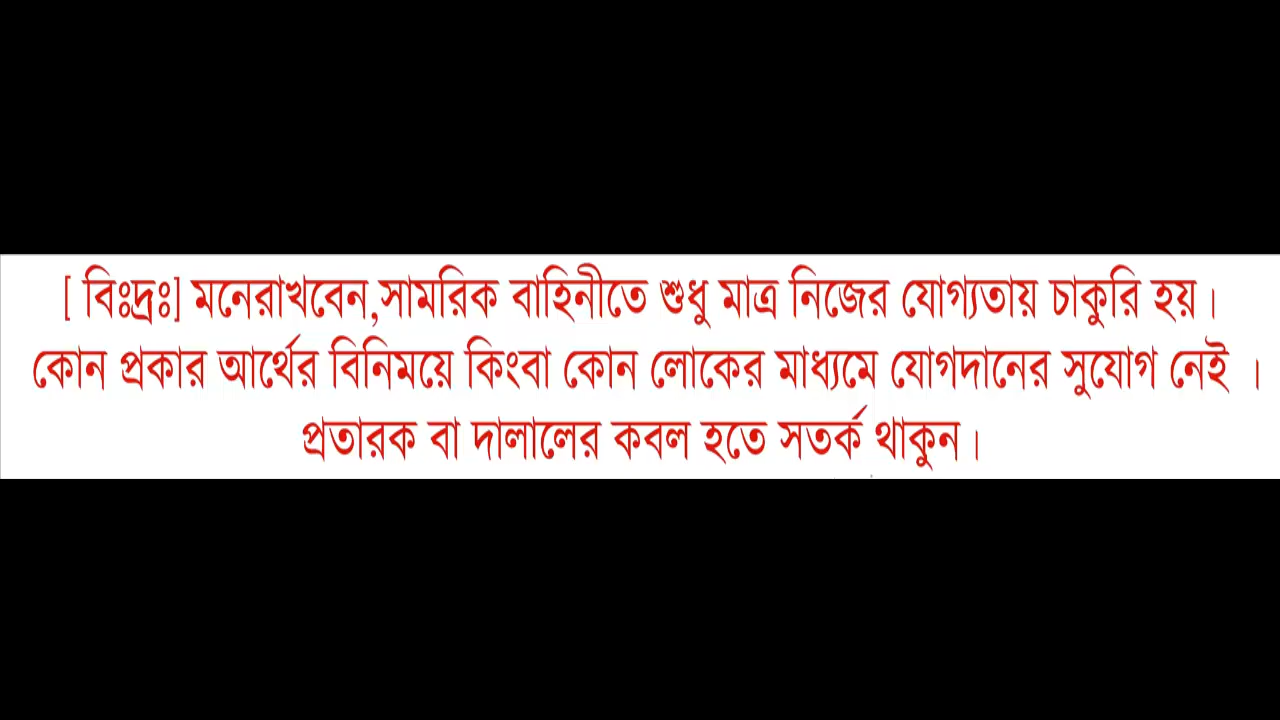 [ বিঃদ্রঃ] মনেরাখবেন,সামরিক বাহিনীতে শুধু মাত্র নিজের যোগ্যতায় চাকুরি হয়।
কোন প্রকার আর্থের বিনিময়ে কিংবা কোন লোকের মাধ্যমে যোগদানের সুযোগ নেই ।
প্রতারক বা দালালের কবল হতে সতর্ক থাকুন।